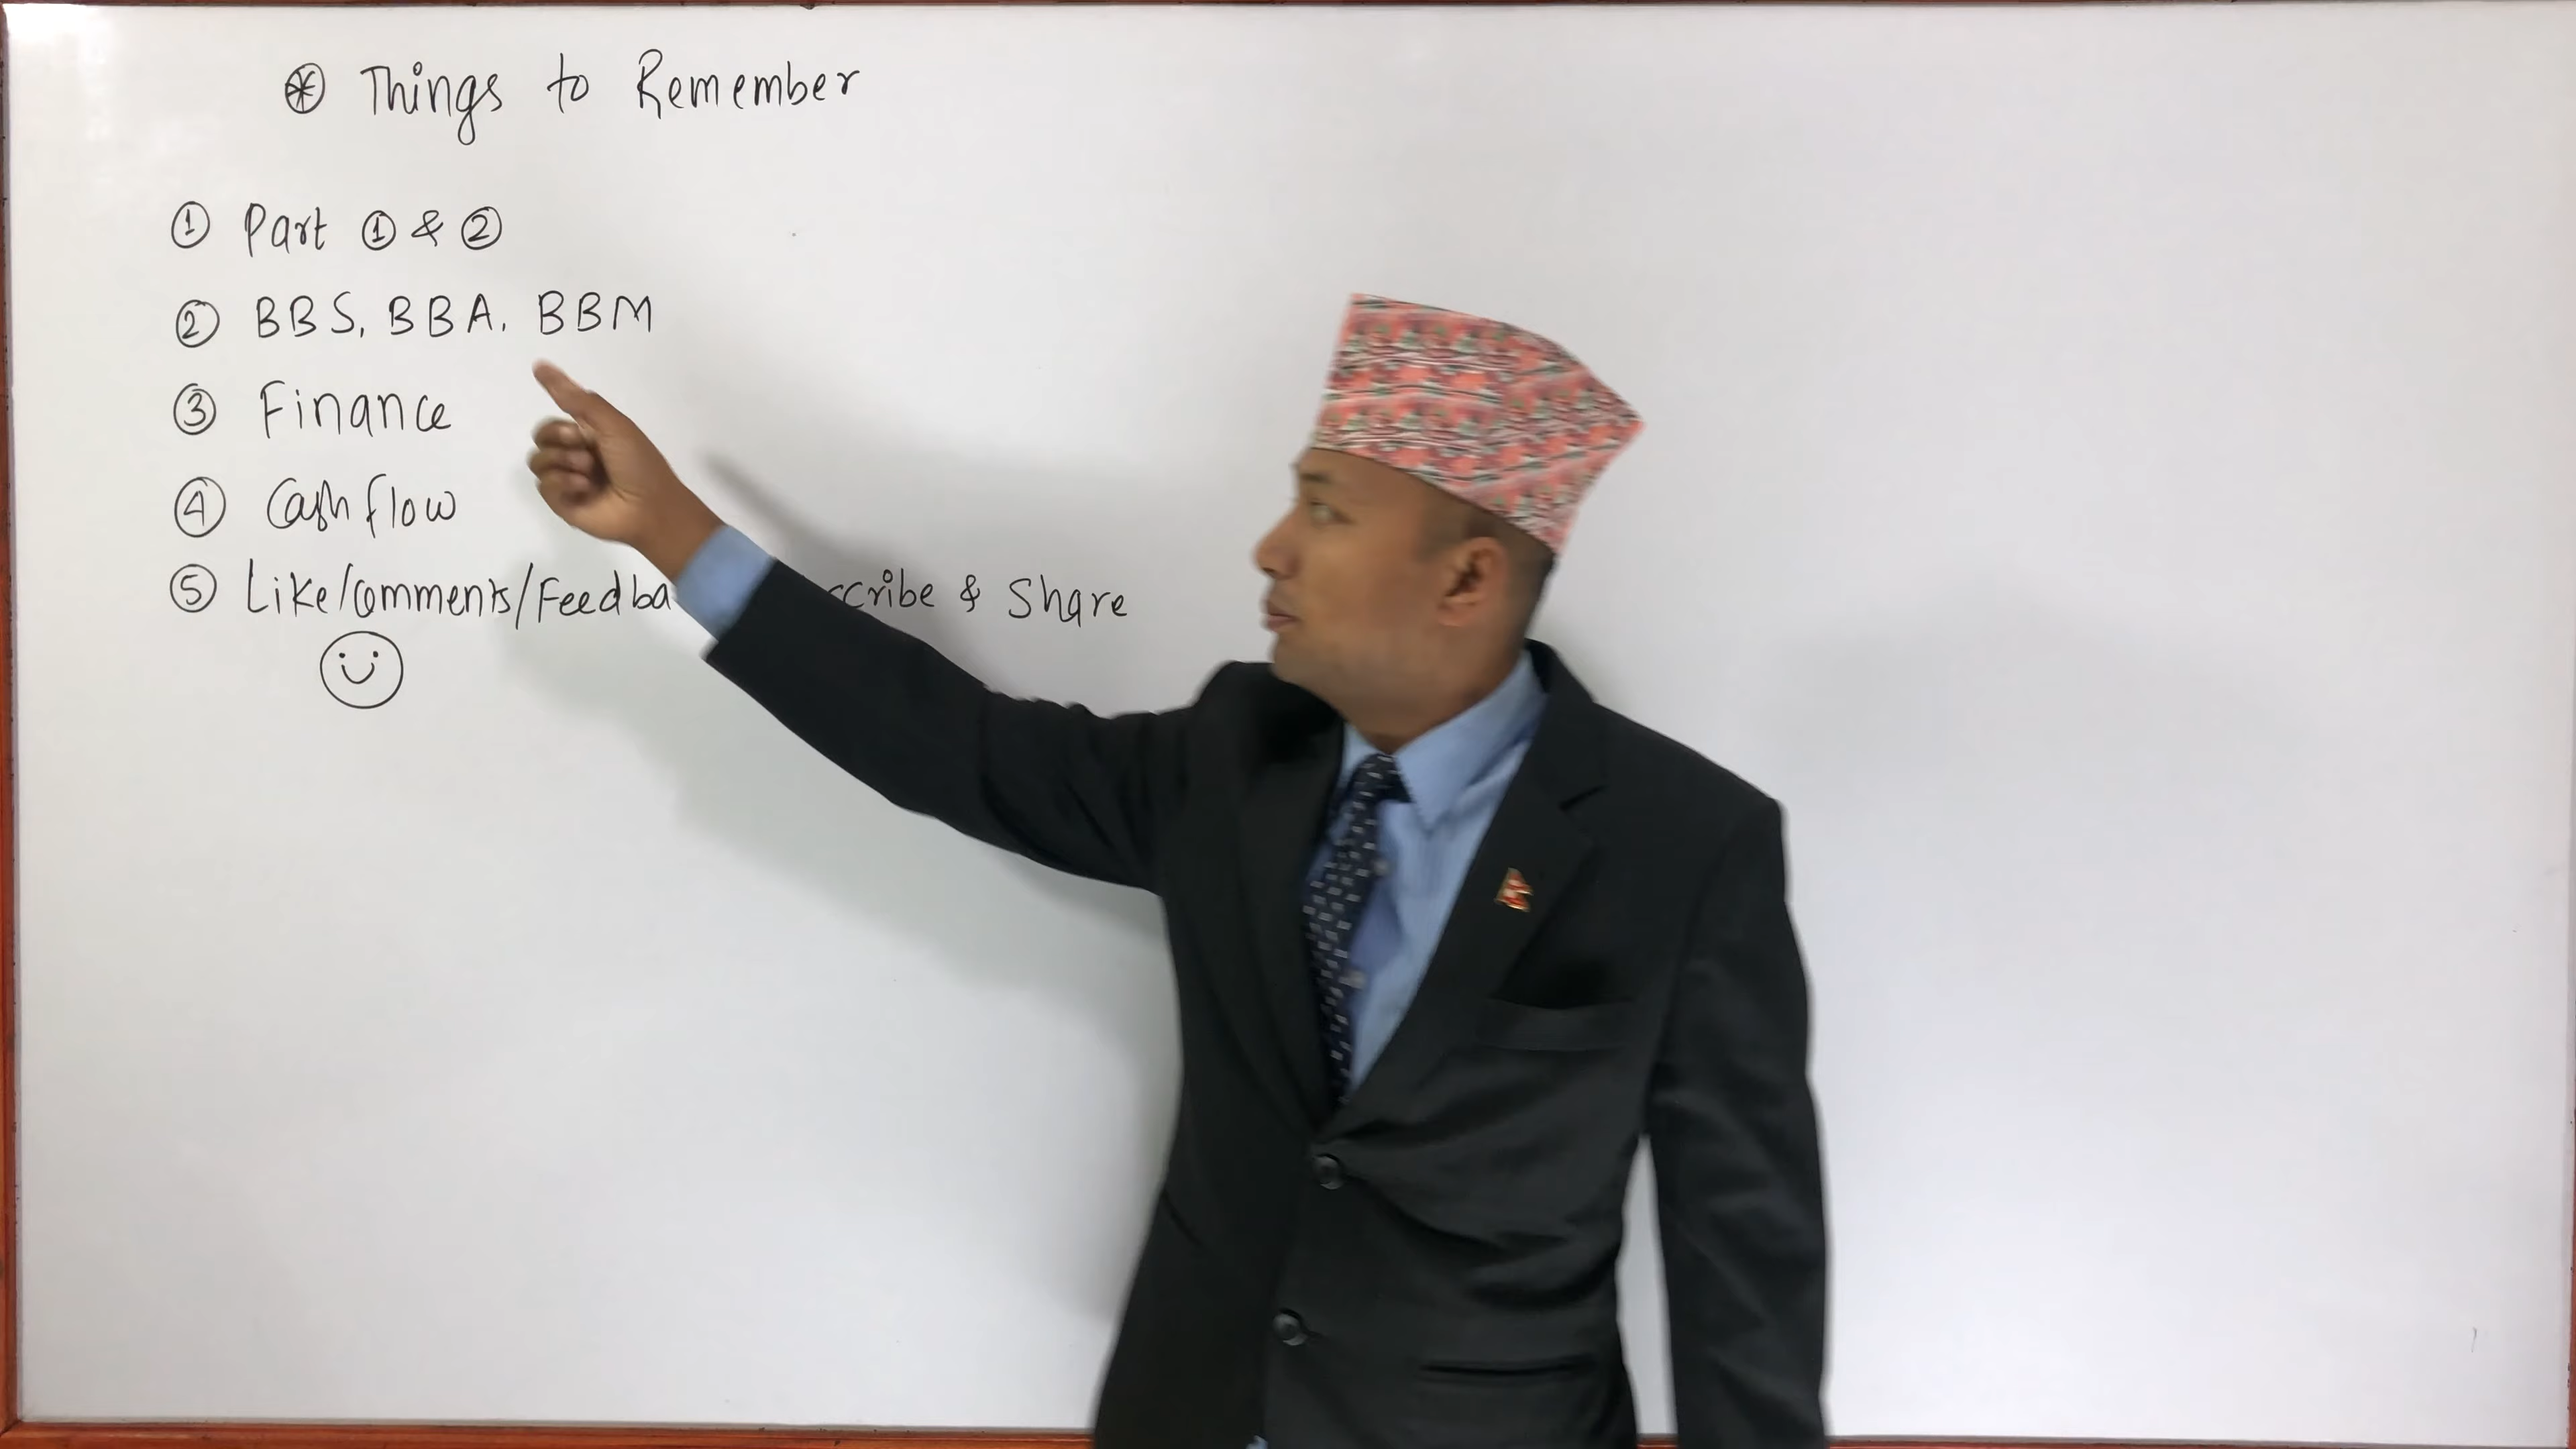 ⊛ Things to Remember
① Part ① & ②
② BBS, BBA, BBM
③ Finance
④ Cash flow
⑤ Like/Comments/Feedba cribe & Share